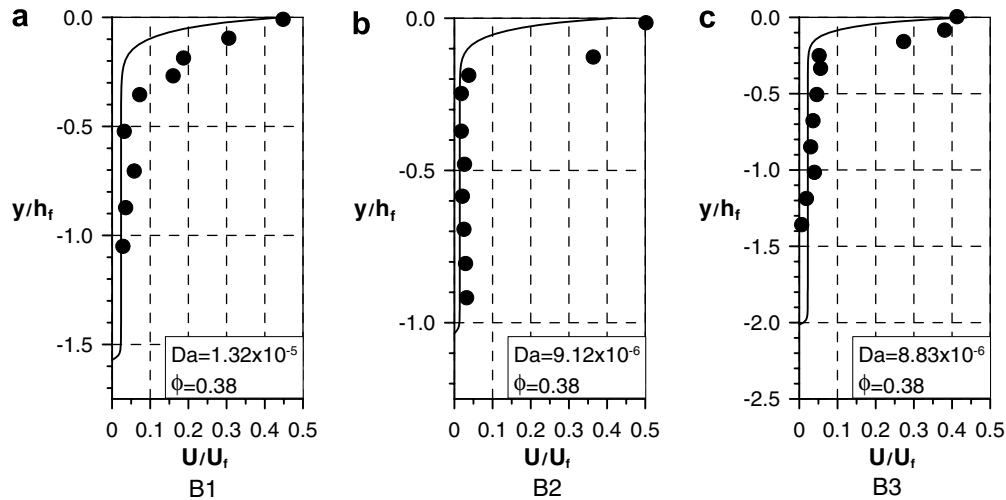 a
0.0
-0.5
y/hf
-1.0
-1.5
Da=1.32x10-5
ϕ=0.38
0 0.1 0.2 0.3 0.4 0.5
U/Uf
B1
b
0.0
-0.5
y/hf
-1.0
Da=9.12x10-6
ϕ=0.38
0 0.1 0.2 0.3 0.4 0.5
U/Uf
B2
c
0.0
-0.5
-1.0
y/hf
-1.5
-2.0
-2.5
Da=8.83x10-6
ϕ=0.38
0 0.1 0.2 0.3 0.4 0.5
U/Uf
B3